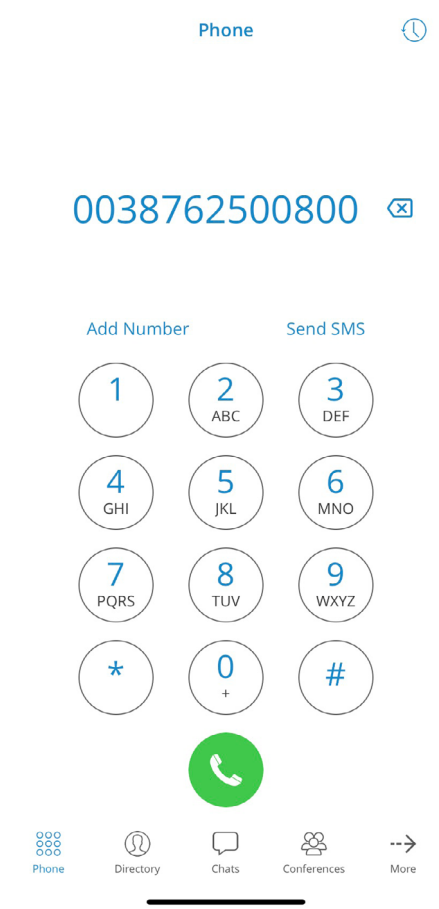 Phone
0038762500800
Add Number Send SMS
1 2 3
ABC DEF
4 5 6
GHI JKL MNO
7 8 9
PQRS TUV WXYZ
* 0 #
+
Phone Directory Chats Conferences More